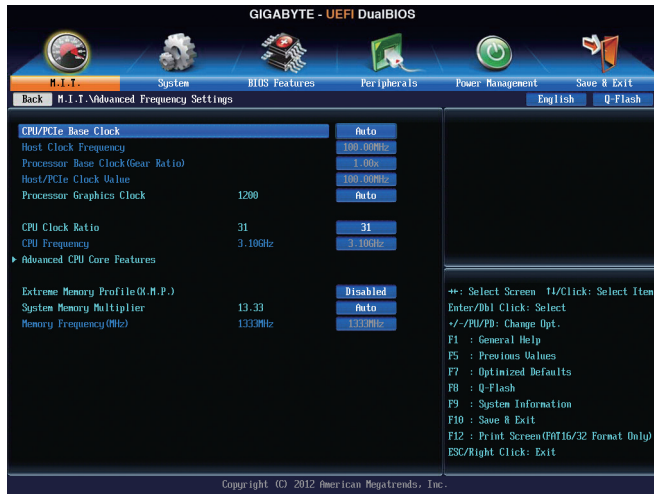 GIGABYTE - UEFI DualBIOS
M.I.T. System BIOS Features Peripherals Power Management Save & Exit
Back M.I.T.\Advanced Frequency Settings English Q-Flash
CPU/PCIe Base Clock Auto
Host Clock Frequency 100.00MHz
Processor Base Clock(Gear Ratio) 1.00x
Host/PCIe Clock Value 100.00MHz
Processor Graphics Clock 1200 Auto
CPU Clock Ratio 31 31
CPU Frequency 3.10GHz 3.10GHz
Advanced CPU Core Features
Extreme Memory Profile(X.M.P.) Disabled
System Memory Multiplier 13.33 Auto
Memory Frequency(MHz) 1333MHz 1333MHz
↔: Select Screen ↑↓/Click: Select Item
Enter/Dbl Click: Select
+/-/PU/PD: Change Opt.
F1 : General Help
F5 : Previous Values
F7 : Optimized Defaults
F8 : Q-Flash
F9 : System Information
F10 : Save & Exit
F12 : Print Screen(FAT16/32 Format Only)
ESC/Right Click: Exit
Copyright (C) 2012 American Megatrends, Inc.